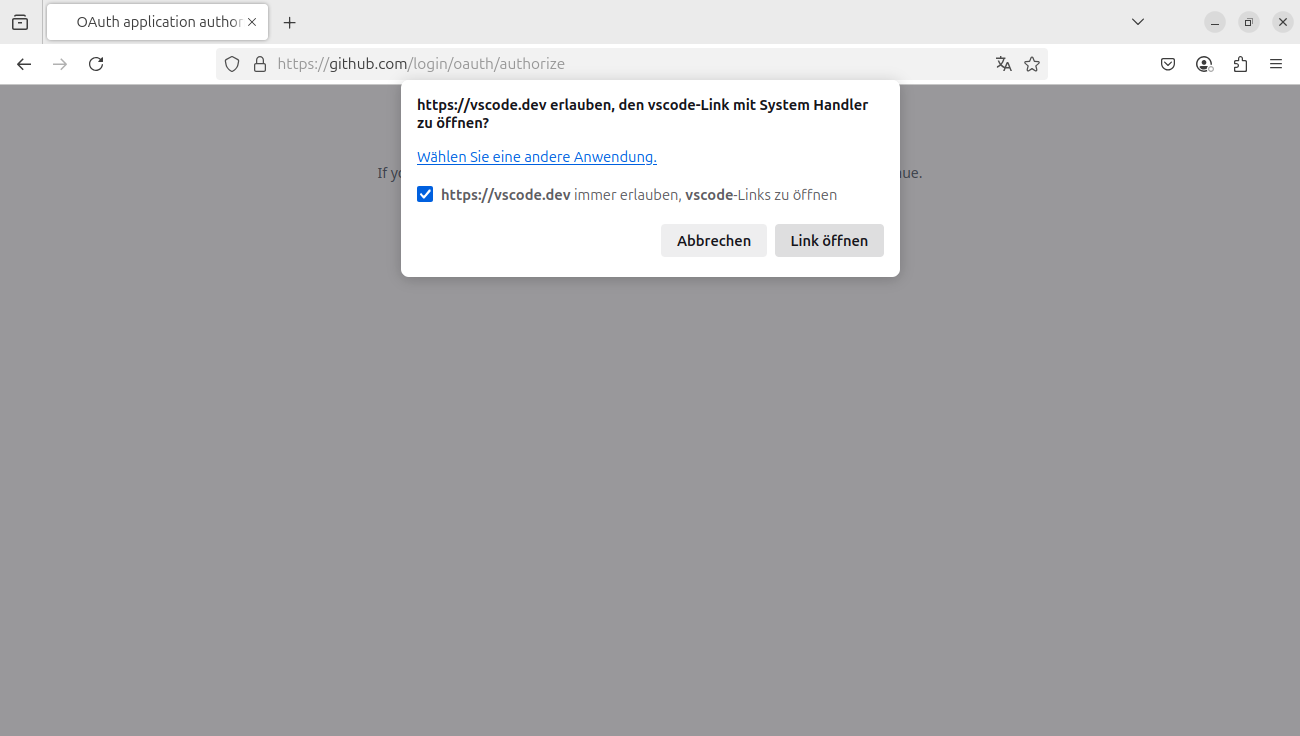 OAuth application author
https://github.com/login/oauth/authorize
https://vscode.dev erlauben, den vscode-Link mit System Handler
zu öffnen?
Wählen Sie eine andere Anwendung.
If
https://vscode.dev immer erlauben, vscode-Links zu öffnen
Abbrechen Link öffnen